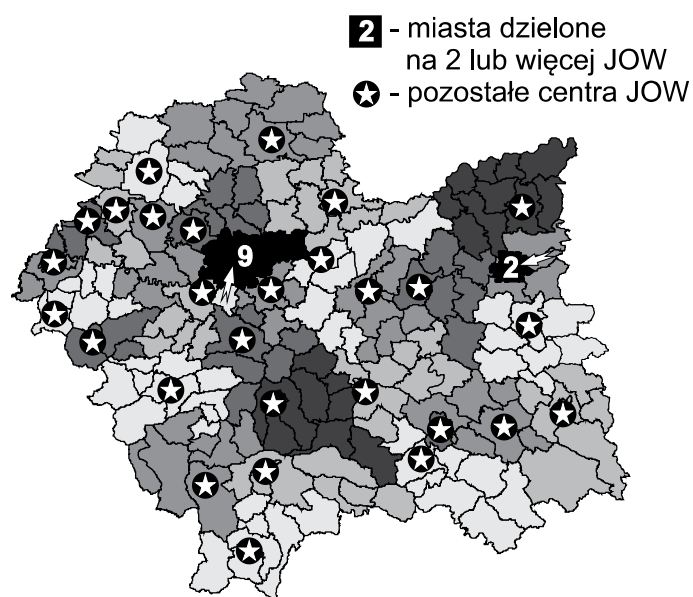 2 - miasta dzielone
na 2 lub więcej JOW
- pozostałe centra JOW
9
2